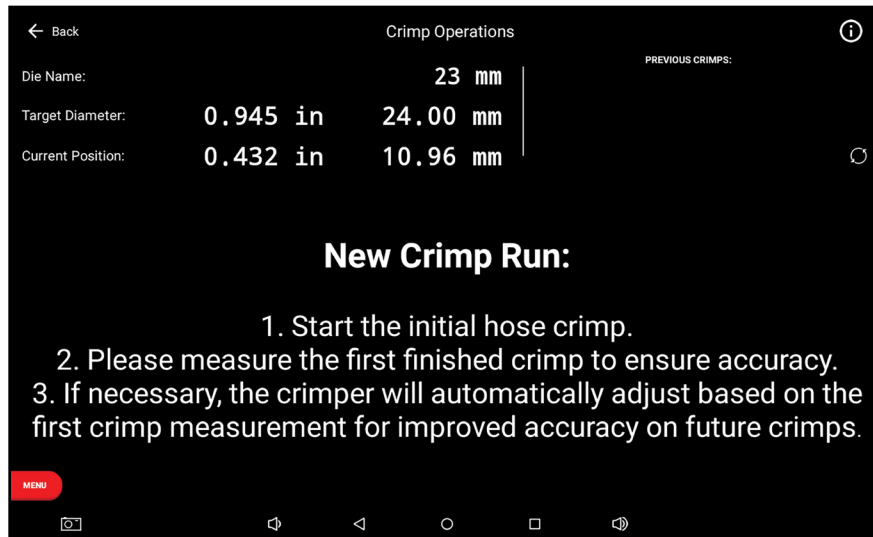 Back
Crimp Operations
Die Name:
23 mm
PREVIOUS CRIMPS:
Target Diameter:
0.945 in
24.00 mm
Current Position:
0.432 in
10.96 mm
New Crimp Run:
1. Start the initial hose crimp.
2. Please measure the first finished crimp to ensure accuracy.
3. If necessary, the crimper will automatically adjust based on the
first crimp measurement for improved accuracy on future crimps.
MENU